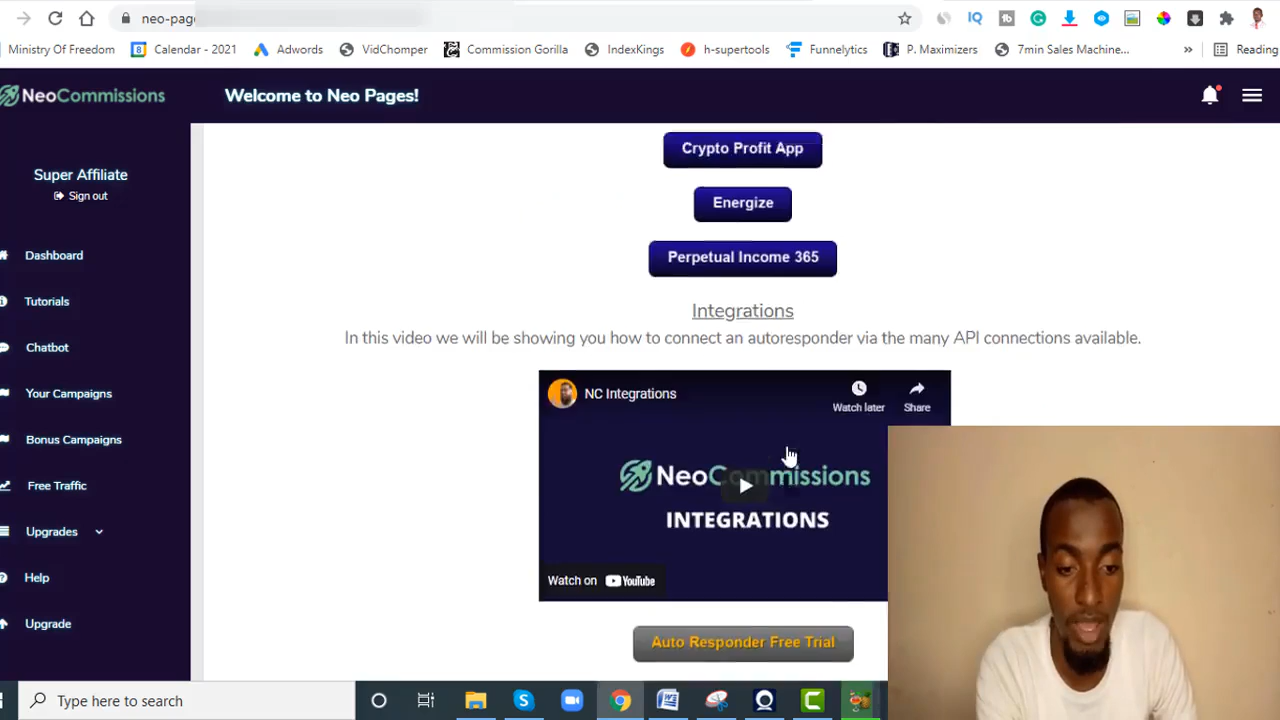 neo-page
Ministry Of Freedom
Calendar - 2021
Adwords
VidChomper
Commission Gorilla
IndexKings
h-supertools
Funnelytics
P. Maximizers
7min Sales Machine...
»
Reading
NeoCommissions
Welcome to Neo Pages!
Super Affiliate
Sign out
Dashboard
Tutorials
Chatbot
Your Campaigns
Bonus Campaigns
Free Traffic
Upgrades
Help
Upgrade
Crypto Profit App
Energize
Perpetual Income 365
Integrations
In this video we will be showing you how to connect an autoresponder via the many API connections available.
NC Integrations
Watch later
Share
NeoCommissions
INTEGRATIONS
Watch on YouTube
Auto Responder Free Trial
Type here to search